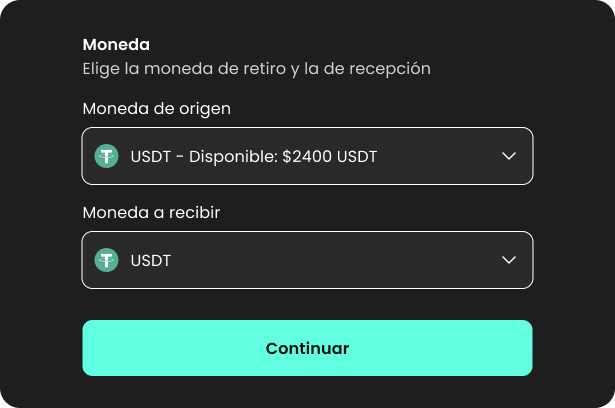 Moneda
Elige la moneda de retiro y la de recepción
Moneda de origen
USDT - Disponible: $2400 USDT
Moneda a recibir
USDT
Continuar